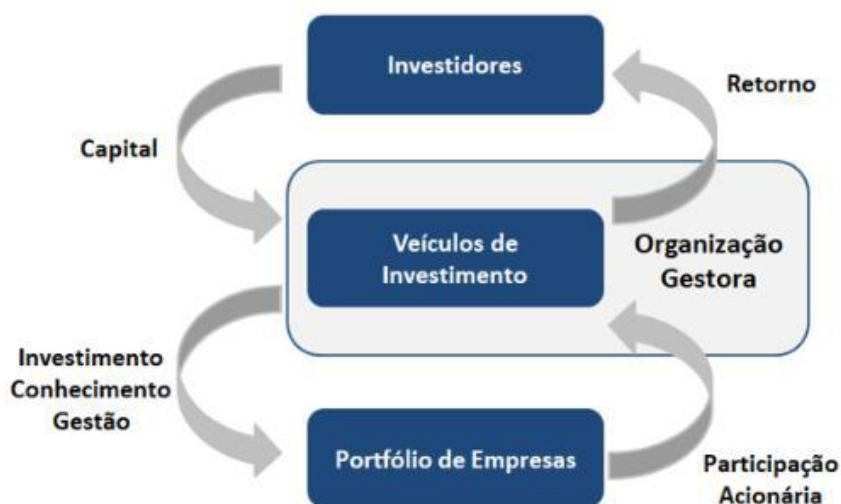 Investidores
Retorno
Capital
Veículos de
Investimento
Organização
Gestora
Investimento
Conhecimento
Gestão
Portfólio de Empresas
Participação
Acionária